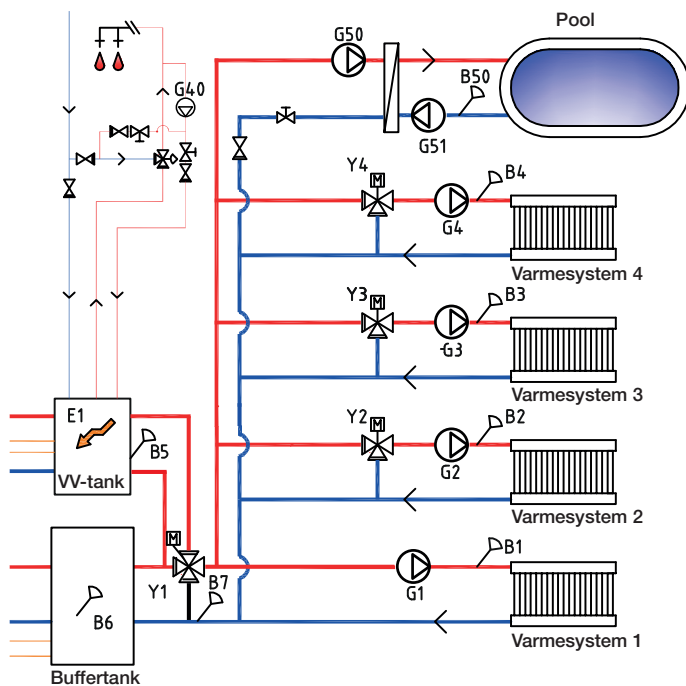 Pool
G50
B50
G40
G51
Y4
M
B4
G4
Varmesystem 4
Y3
M
B3
-G3
Varmesystem 3
E1
B5
VV-tank
Y2
M
B2
G2
Varmesystem 2
M
Y1
B7
B6
B1
G1
Varmesystem 1
Buffertank